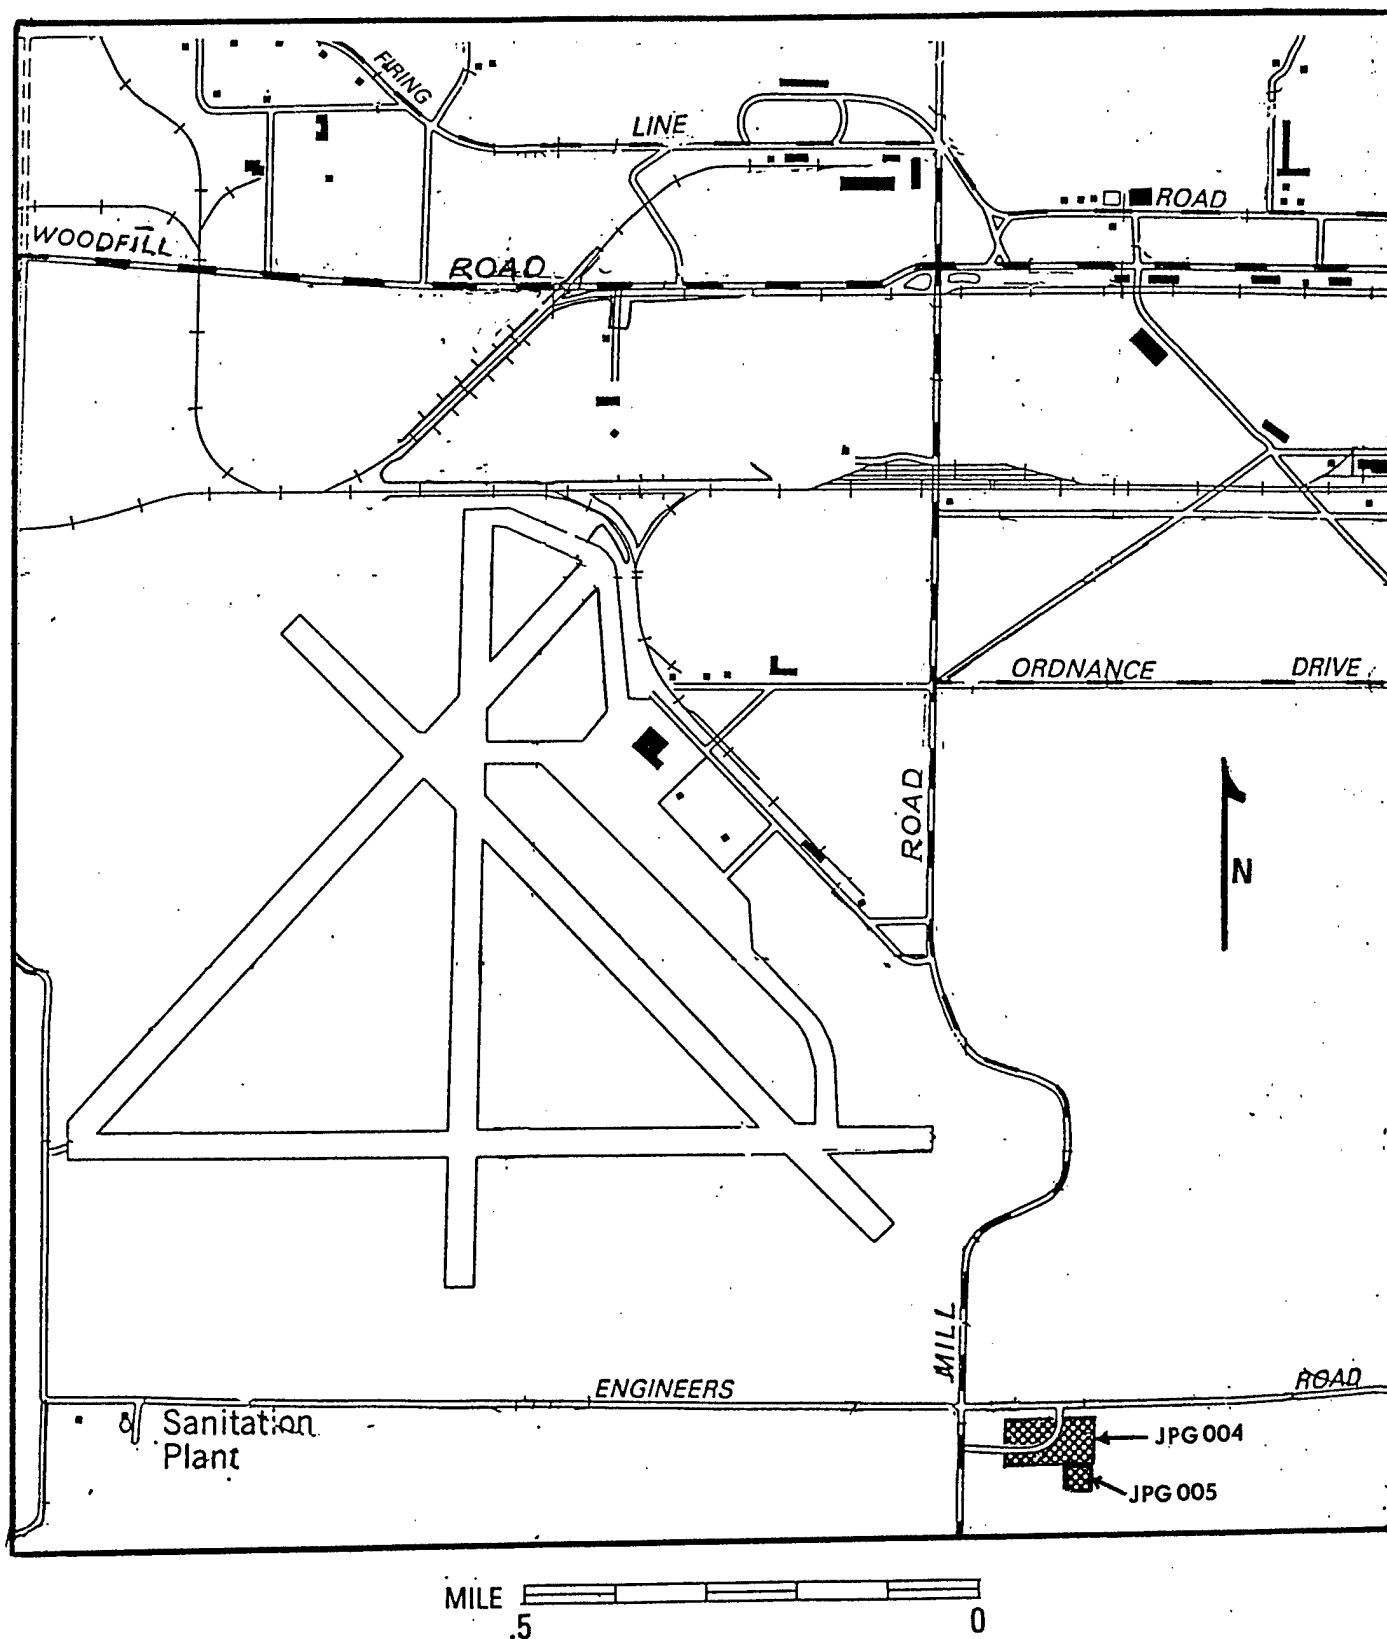 FIRING
LINE
ROAD
WOODFILL
ROAD
ORDNANCE DRIVE
ROAD
N
MILL
ENGINEERS
ROAD
Sanitation
Plant
JPG 004
JPG 005
MILE
.5 0